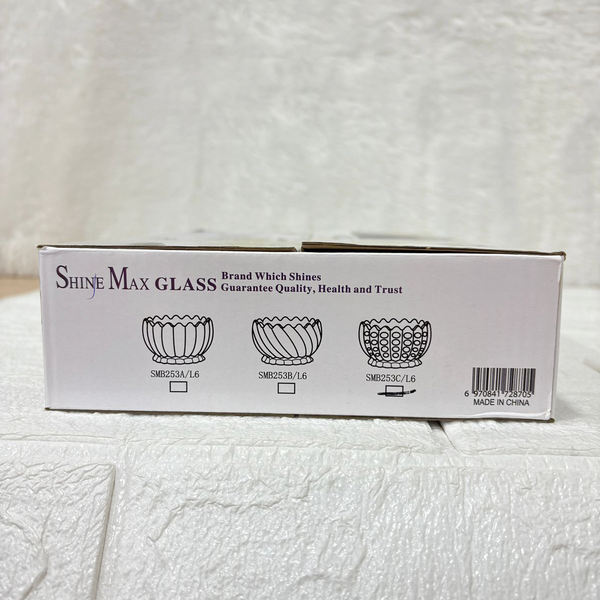 SHINE MAX GLASS
Brand Which Shines
Guarantee Quality, Health and Trust
SMB253A/L6
SMB253B/L6
SMB253C/L6
6 970841 728705
MADE IN CHINA